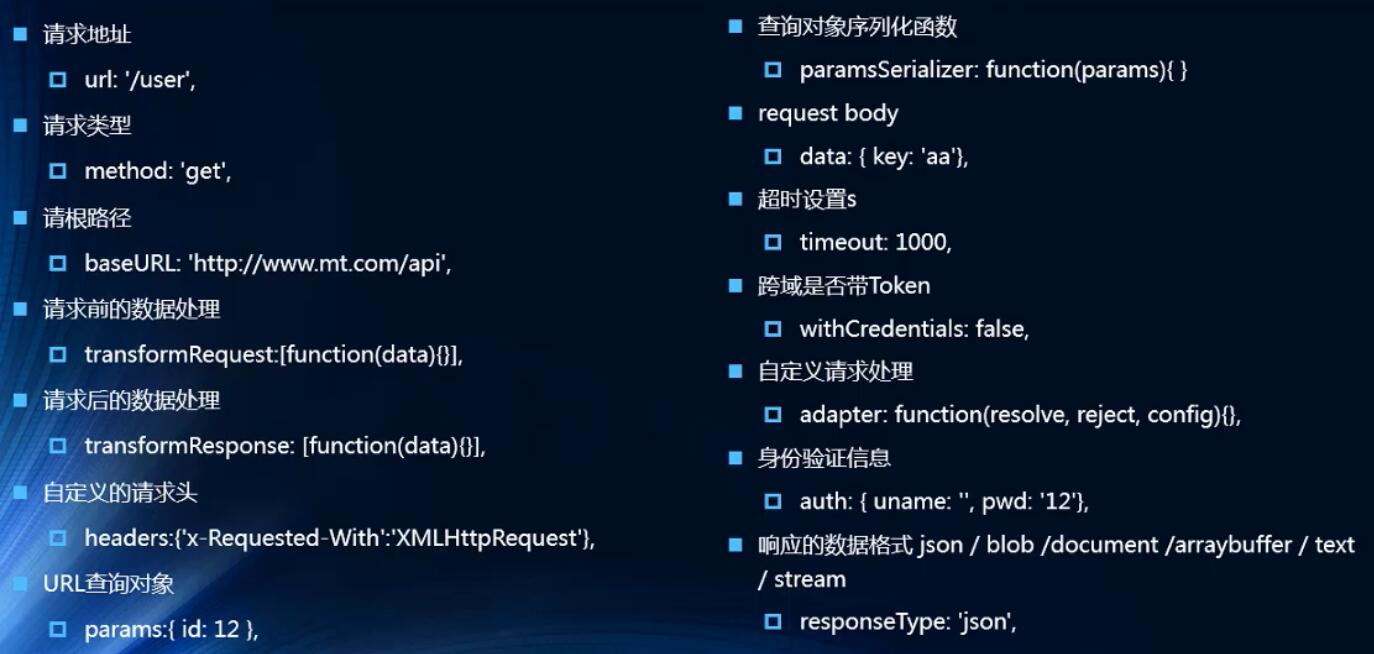 请求地址
url: '/user',
请求类型
method: 'get',
请根路径
baseURL: 'http://www.mt.com/api',
请求前的数据处理
transformRequest:[function(data){}],
请求后的数据处理
transformResponse: [function(data){}],
自定义的请求头
headers:{'x-Requested-With':'XMLHttpRequest'},
URL查询对象
params:{ id: 12 },
查询对象序列化函数
paramsSerializer: function(params){ }
request body
data: { key: 'aa'},
超时设置s
timeout: 1000,
跨域是否带Token
withCredentials: false,
自定义请求处理
adapter: function(resolve, reject, config){},
身份验证信息
auth: { uname: '', pwd: '12'},
响应的数据格式 json / blob /document /arraybuffer / text
/ stream
responseType: 'json',